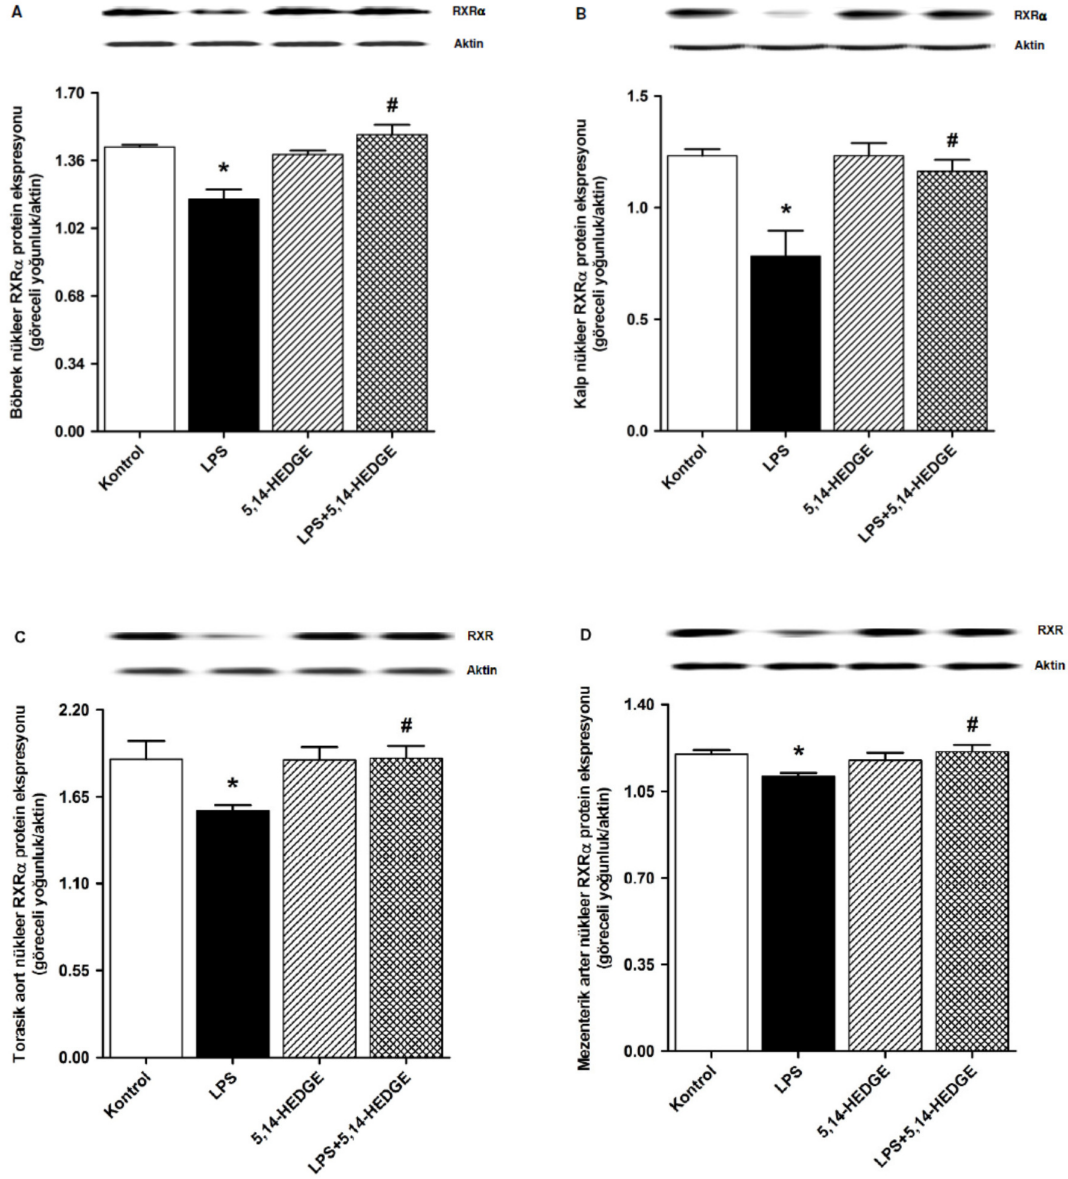 A
RXRα
Aktin
Böbrek nükleer RXRα protein ekspresyonu
(göreceli yoğunluk/aktin)
1.70
1.36
1.02
0.68
0.34
0.00
*
#
Kontrol
LPS
5,14-HEDGE
LPS+5,14-HEDGE
B
RXRα
Aktin
Kalp nükleer RXRα protein ekspresyonu
(göreceli yoğunluk/aktin)
1.5
1.0
0.5
0.0
*
#
Kontrol
LPS
5,14-HEDGE
LPS+5,14-HEDGE
C
RXR
Aktin
Torasik aort nükleer RXRα protein ekspresyonu
(göreceli yoğunluk/aktin)
2.20
1.65
1.10
0.55
0.00
*
#
Kontrol
LPS
5,14-HEDGE
LPS+5,14-HEDGE
D
RXR
Aktin
Mezenterik arter nükleer RXRα protein ekspresyonu
(göreceli yoğunluk/aktin)
1.40
1.05
0.70
0.35
0.00
*
#
Kontrol
LPS
5,14-HEDGE
LPS+5,14-HEDGE